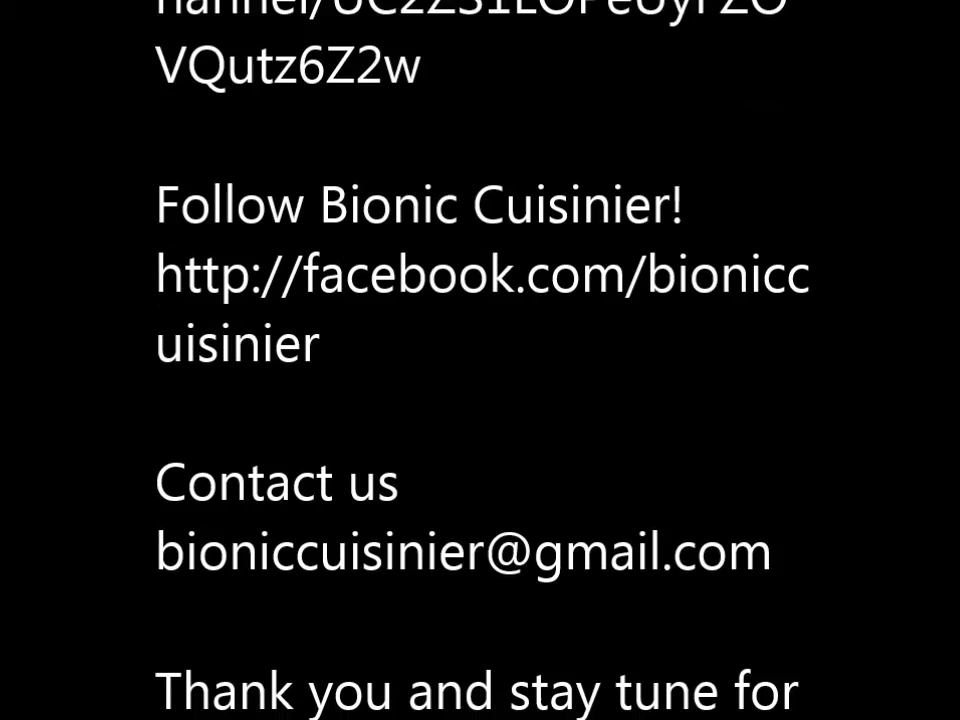 VQutz6Z2w
Follow Bionic Cuisinier!
http://facebook.com/bionicc
uisinier
Contact us
bioniccuisinier@gmail.com
Thank you and stay tune for